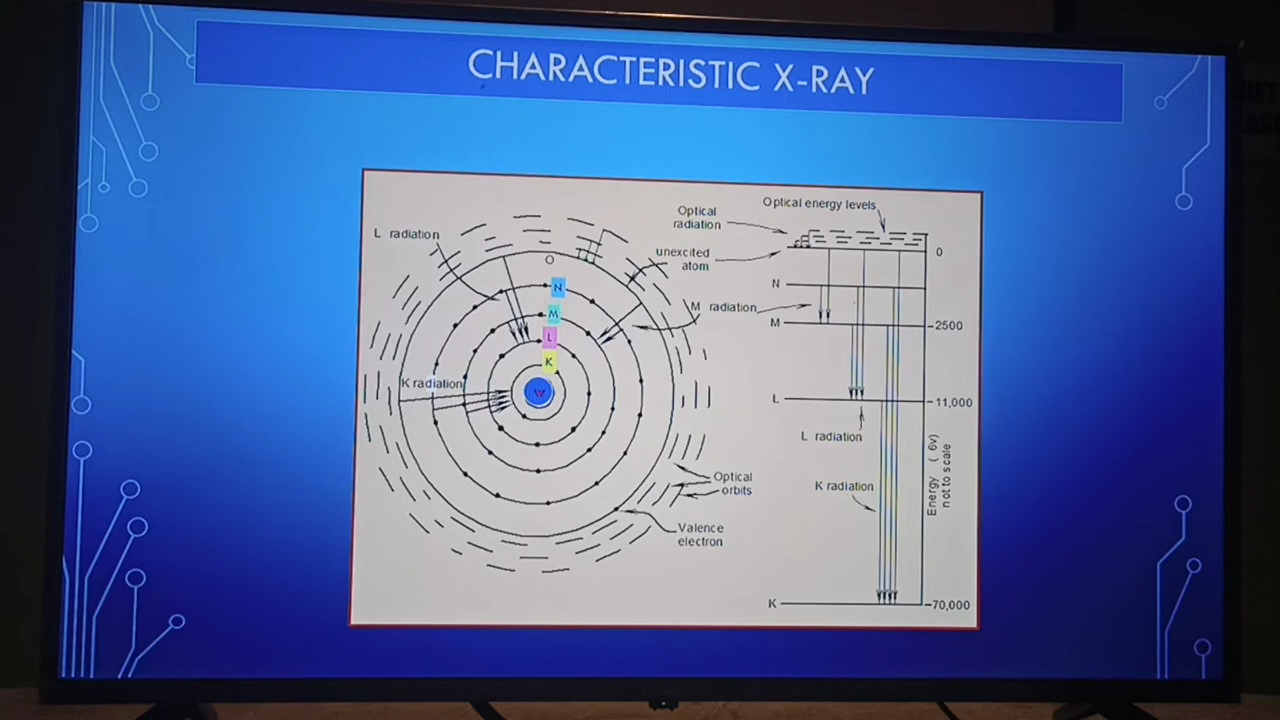 CHARACTERISTIC X-RAY
L radiation
O
N
M
L
K
K radiation
W
Optical
radiation
unexcited
atom
M radiation
Optical
orbits
Valence
electron
Optical energy levels
0
N
M
-2500
L
-11,000
L radiation
K radiation
Energy ( 6v)
not to scale
K
-70,000